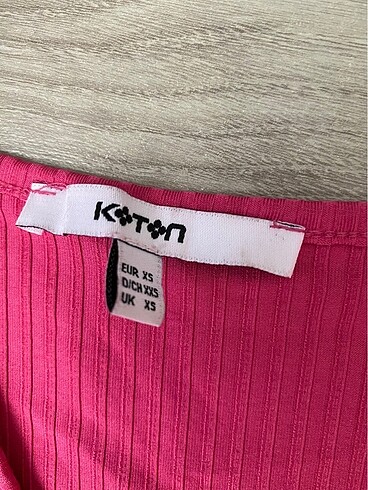 KOTON
EUR XS
D/CH XXS
UK XS